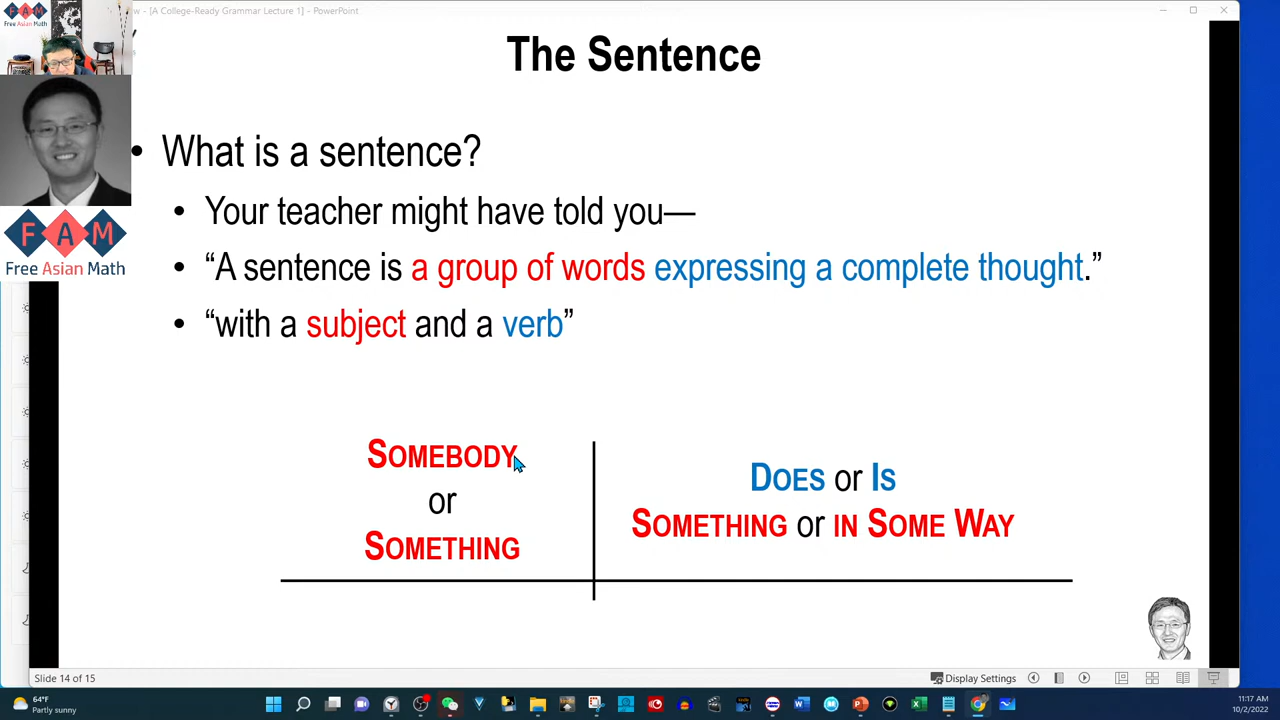 FAM
Free Asian Math
- [A College-Ready Grammar Lecture 1] - PowerPoint
The Sentence
• What is a sentence?
• Your teacher might have told you—
• “A sentence is a group of words expressing a complete thought.”
• “with a subject and a verb”
FAM
Free Asian Math
SOMEBODY
or
SOMETHING
DOES or IS
SOMETHING or IN SOME WAY
Slide 14 of 15
Display Settings
64°F
Partly sunny
11:17 AM
10/2/2022